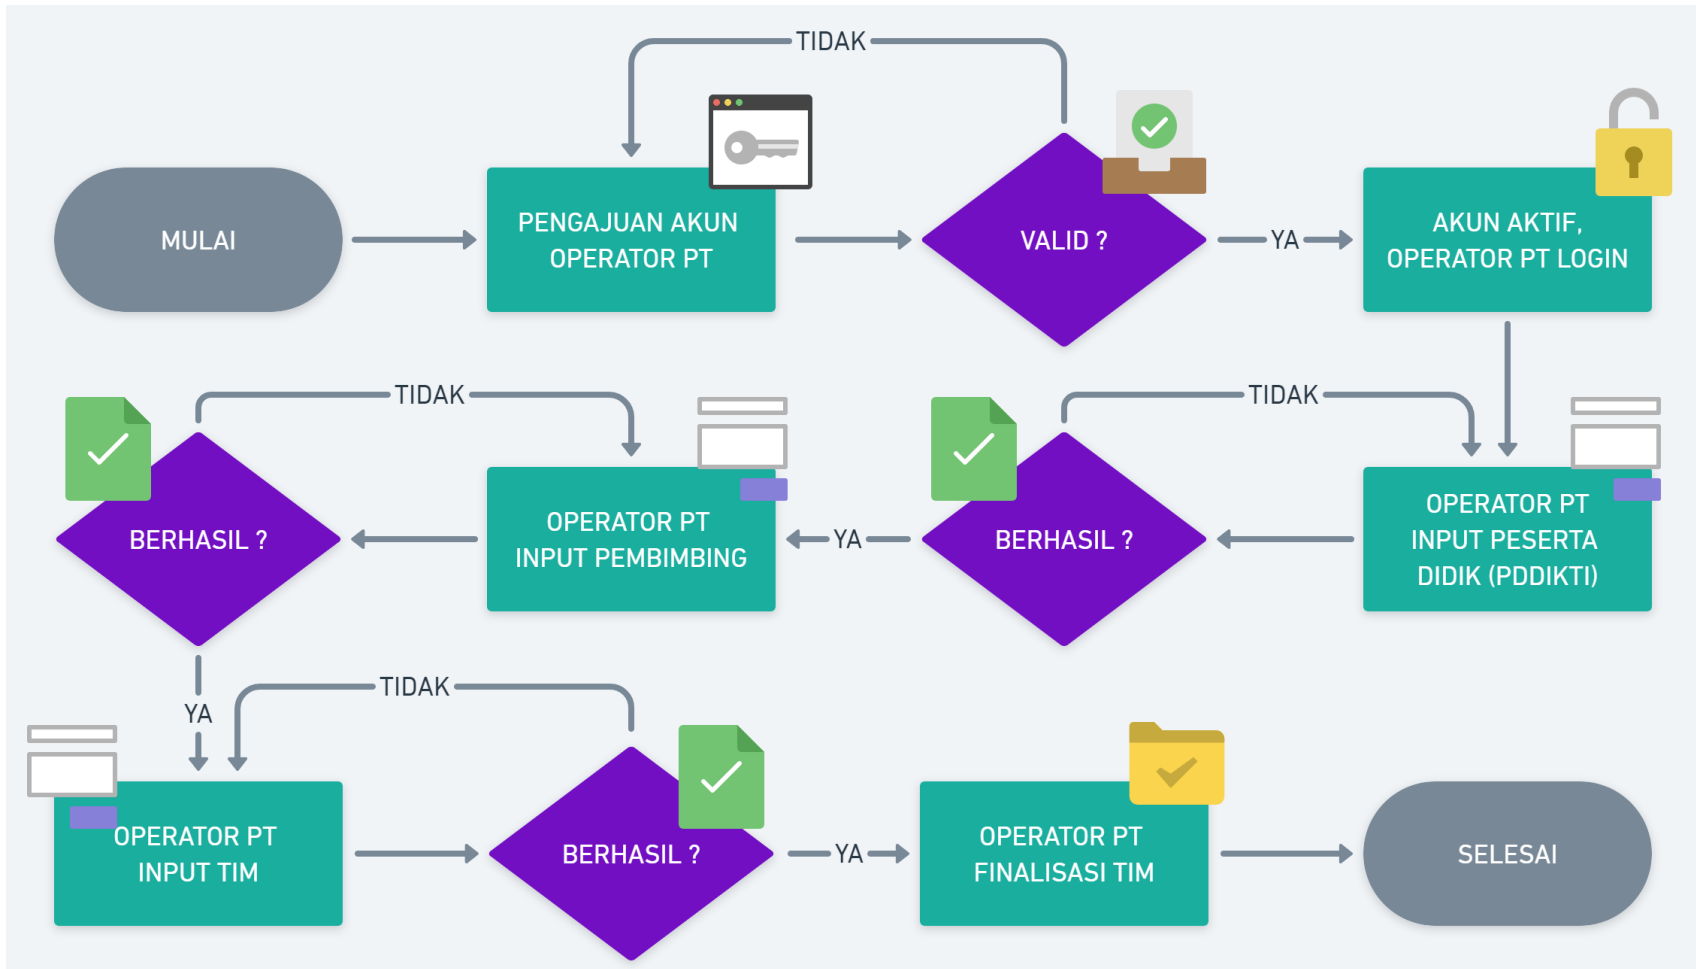 TIDAK
MULAI
PENGAJUAN AKUN
OPERATOR PT
VALID ?
YA
AKUN AKTIF,
OPERATOR PT LOGIN
TIDAK
TIDAK
BERHASIL ?
OPERATOR PT
INPUT PEMBIMBING
YA
BERHASIL ?
OPERATOR PT
INPUT PESERTA
DIDIK (PDDIKTI)
YA
TIDAK
OPERATOR PT
INPUT TIM
BERHASIL ?
YA
OPERATOR PT
FINALISASI TIM
SELESAI